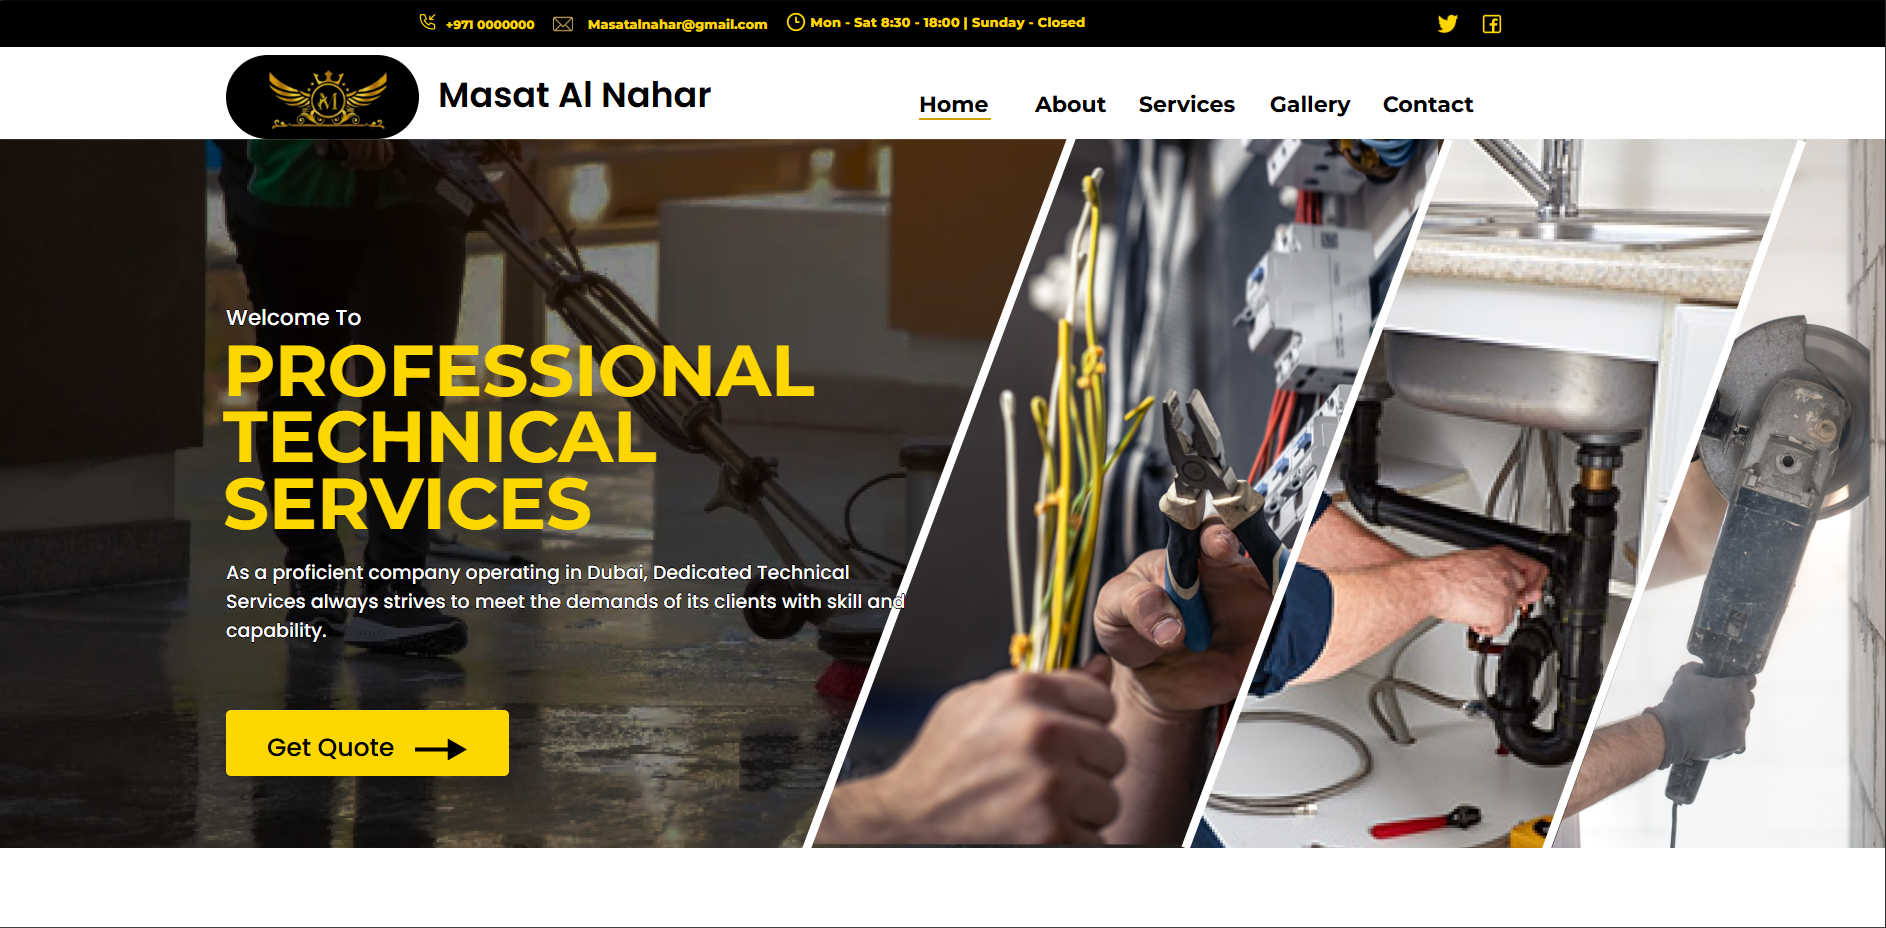 +971 0000000
Masatalnahar@gmail.com
Mon - Sat 8:30 - 18:00 | Sunday - Closed
M
Masat Al Nahar
Home About Services Gallery Contact
Welcome To
PROFESSIONAL
TECHNICAL
SERVICES
As a proficient company operating in Dubai, Dedicated Technical
Services always strives to meet the demands of its clients with skill and
capability.
Get Quote